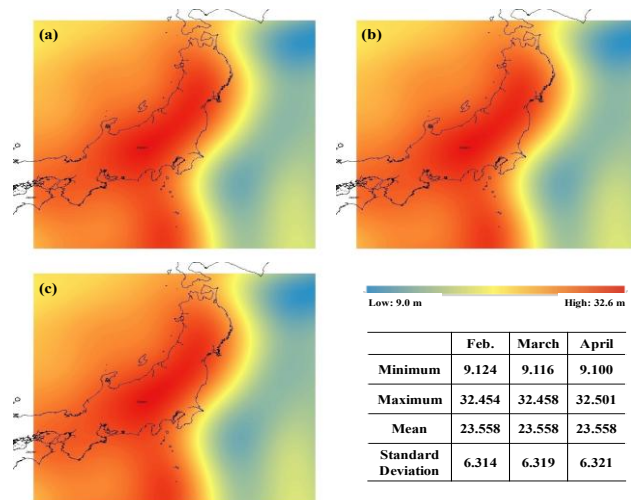 (a)
(b)
(c)
Low: 9.0 m High: 32.6 m
Feb. March April
Minimum 9.124 9.116 9.100
Maximum 32.454 32.458 32.501
Mean 23.558 23.558 23.558
Standard
Deviation 6.314 6.319 6.321